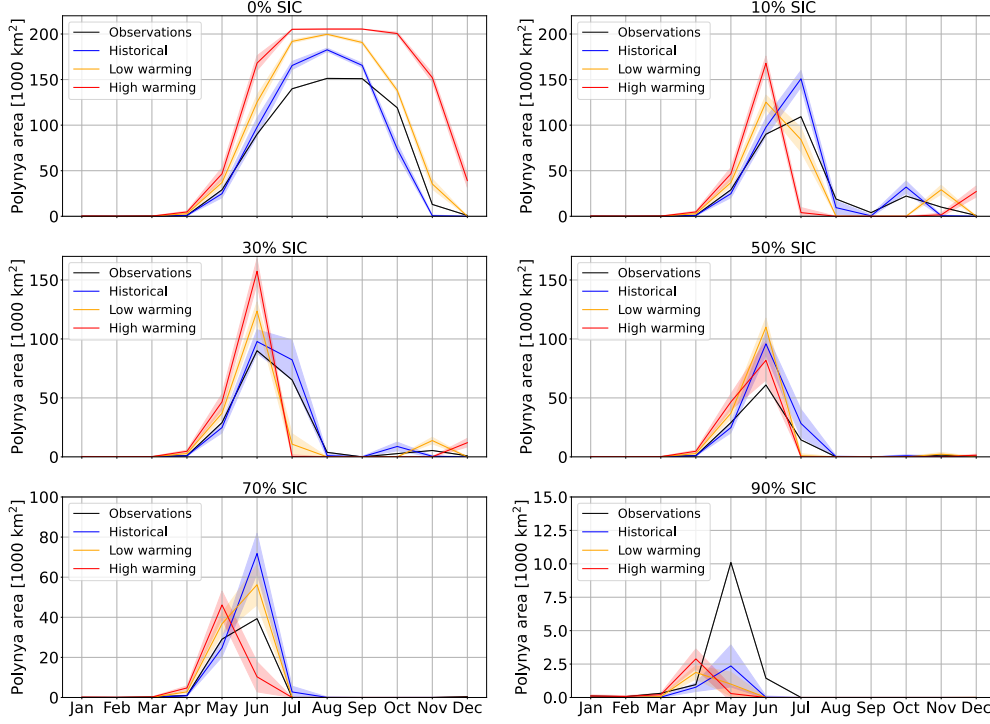 0% SIC
Polynya area [1000 km²]
200
150
100
50
0
Observations
Historical
Low warming
High warming
10% SIC
Polynya area [1000 km²]
200
150
100
50
0
Observations
Historical
Low warming
High warming
30% SIC
Polynya area [1000 km²]
150
100
50
0
Observations
Historical
Low warming
High warming
50% SIC
Polynya area [1000 km²]
150
100
50
0
Observations
Historical
Low warming
High warming
70% SIC
Polynya area [1000 km²]
100
80
60
40
20
0
Observations
Historical
Low warming
High warming
Jan Feb Mar Apr May Jun Jul Aug Sep Oct Nov Dec
90% SIC
Polynya area [1000 km²]
15.0
12.5
10.0
7.5
5.0
2.5
0.0
Observations
Historical
Low warming
High warming
Jan Feb Mar Apr May Jun Jul Aug Sep Oct Nov Dec